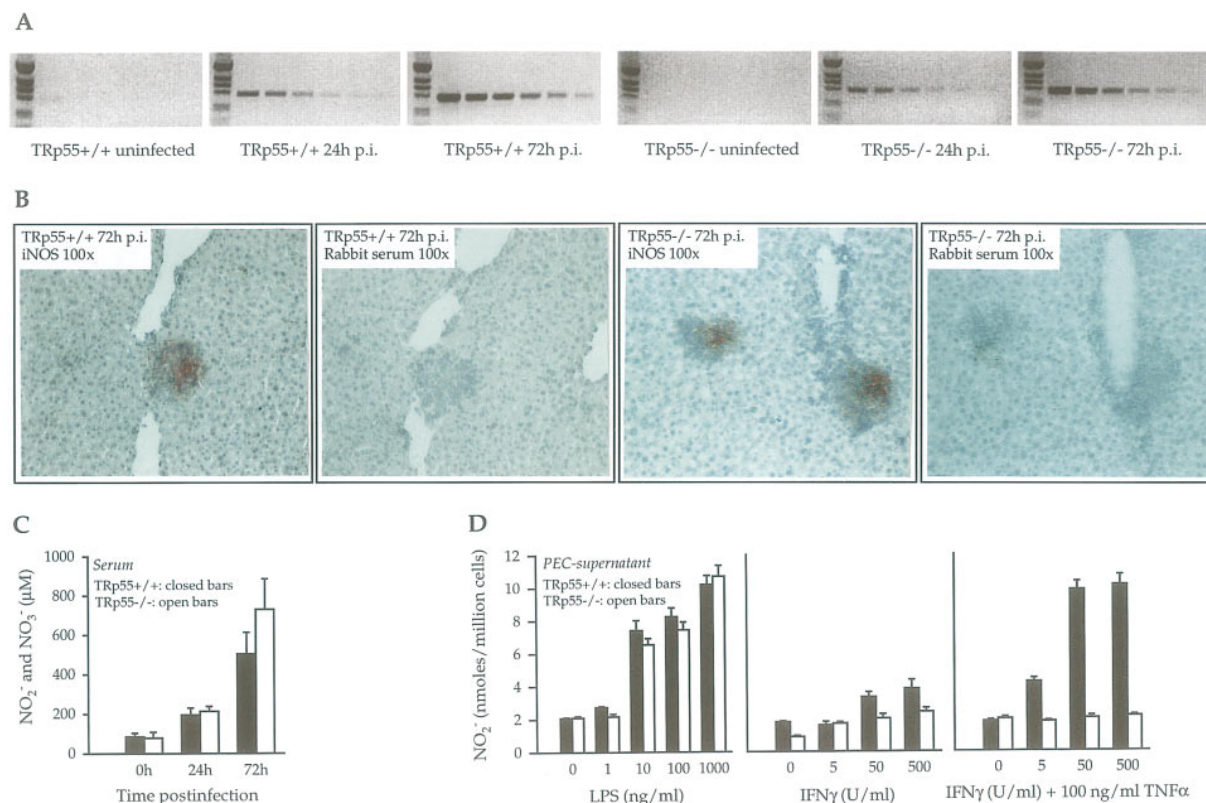 A
TRp55+/+ uninfected
TRp55+/+ 24h p.i.
TRp55+/+ 72h p.i.
TRp55-/- uninfected
TRp55-/- 24h p.i.
TRp55-/- 72h p.i.
B
TRp55+/+ 72h p.i.
iNOS 100x
TRp55+/+ 72h p.i.
Rabbit serum 100x
TRp55-/- 72h p.i.
iNOS 100x
TRp55-/- 72h p.i.
Rabbit serum 100x
C
NO₂⁻ and NO₃⁻ (µM)
1000
800
600
400
200
0
Serum
TRp55+/+: closed bars
TRp55-/-: open bars
0h 24h 72h
Time postinfection
D
NO₂⁻ (nmoles/million cells)
12
10
8
6
4
2
0
PEC-supernatant
TRp55+/+: closed bars
TRp55-/-: open bars
0 1 10 100 1000
LPS (ng/ml)
0 5 50 500
IFNγ (U/ml)
0 5 50 500
IFNγ (U/ml) + 100 ng/ml TNFα